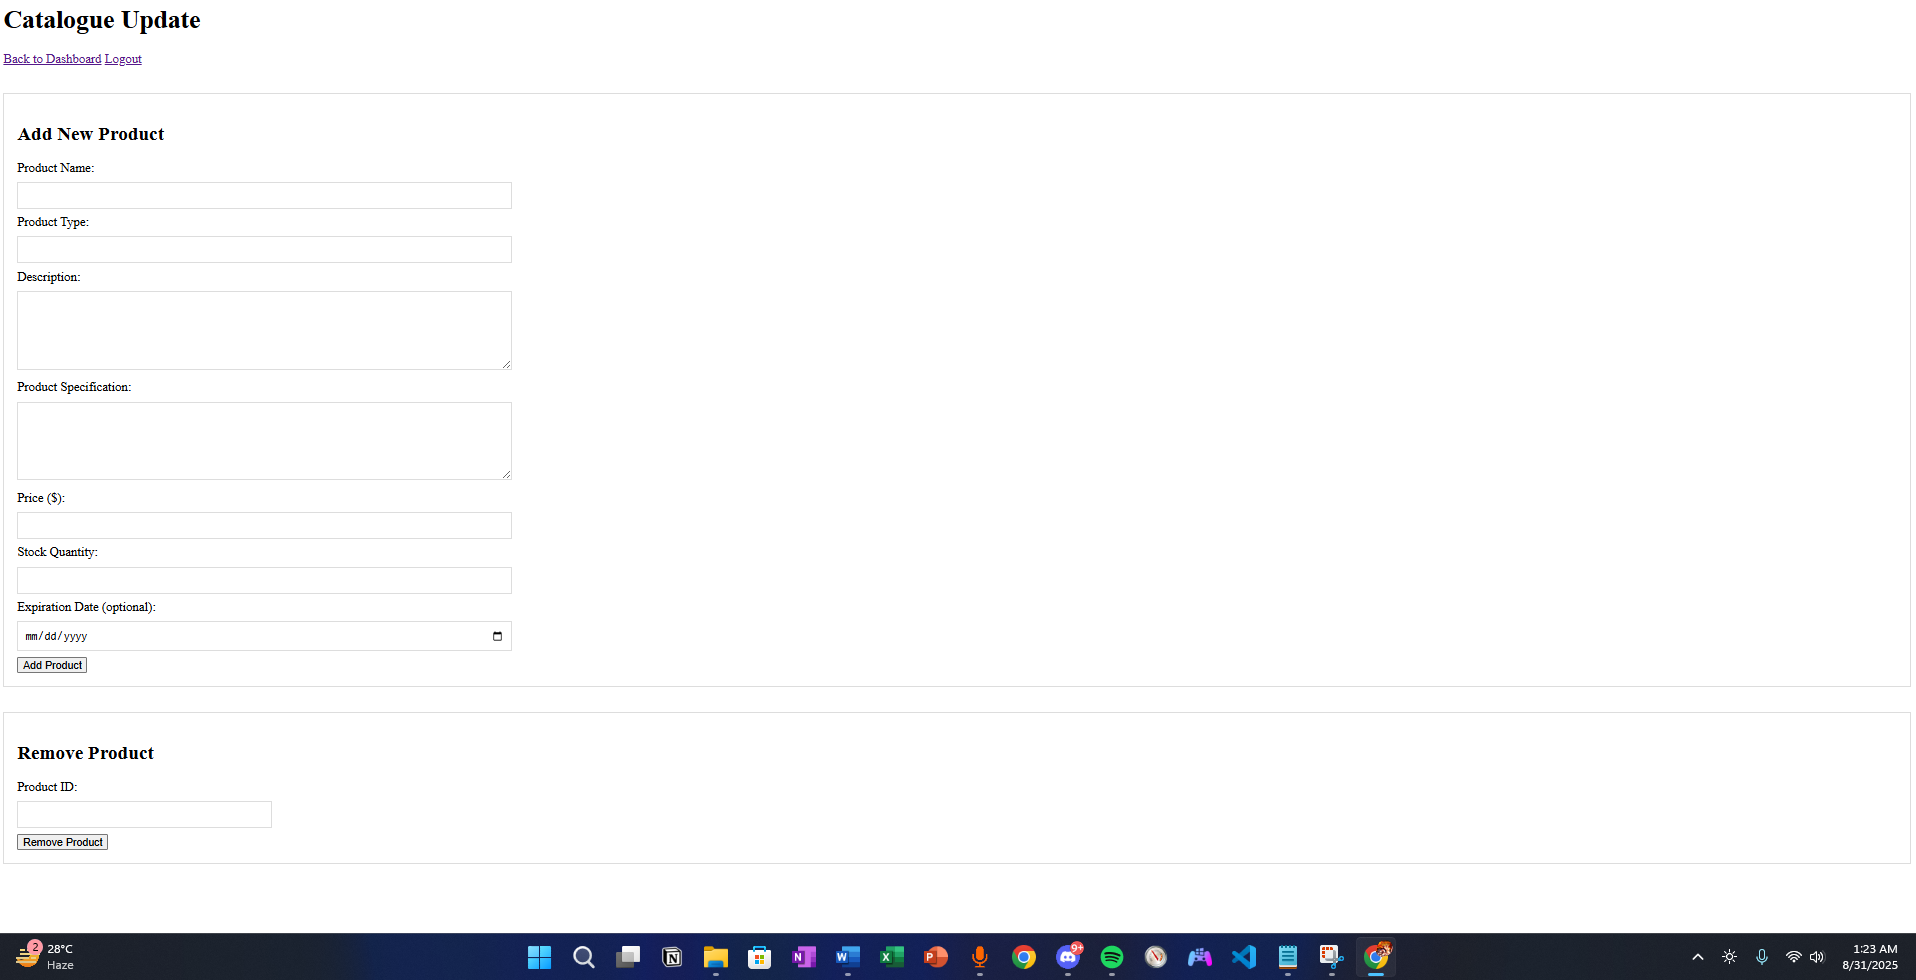 Catalogue Update
Back to Dashboard Logout
Add New Product
Product Name:
Product Type:
Description:
Product Specification:
Price ($):
Stock Quantity:
Expiration Date (optional):
mm/dd/yyyy
Add Product
Remove Product
Product ID:
Remove Product
2
28°C
Haze
N
N
W
X
P
9+
1:23 AM
8/31/2025